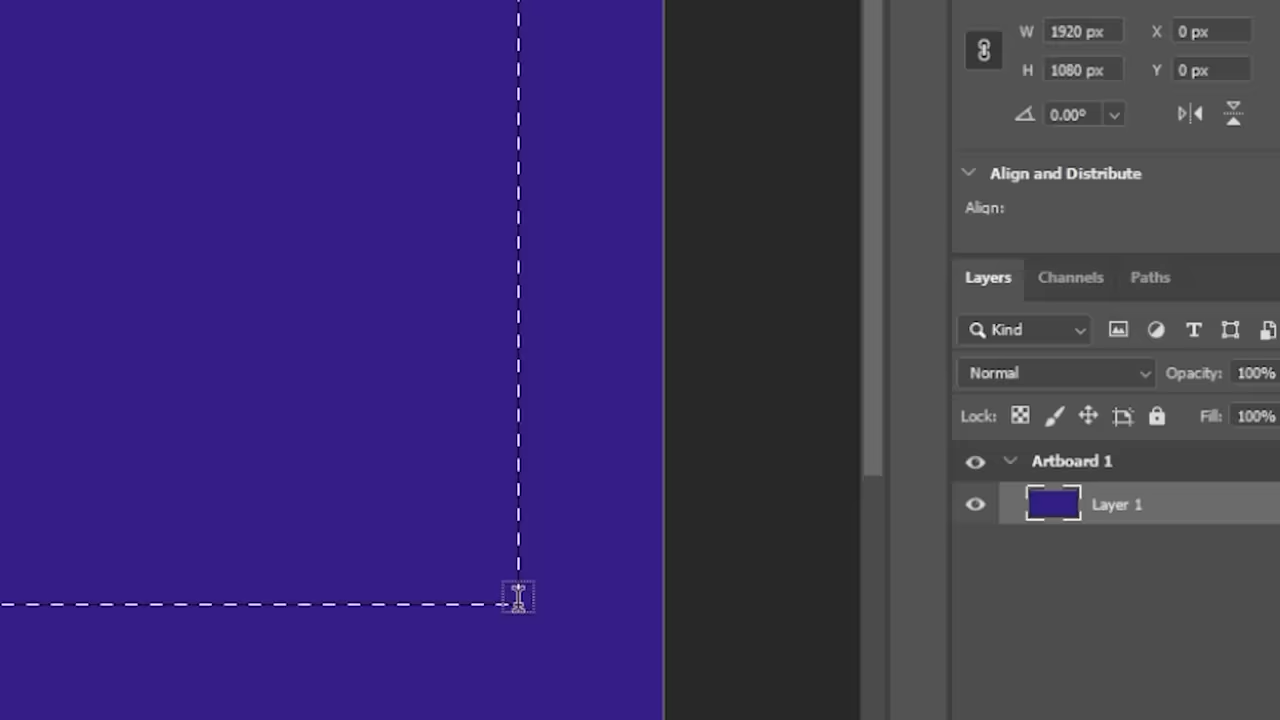 W 1920 px X 0 px
H 1080 px Y 0 px
0.00°
Align and Distribute
Align:
Layers Channels Paths
Kind
Normal Opacity: 100%
Lock: Fill: 100%
Artboard 1
Layer 1